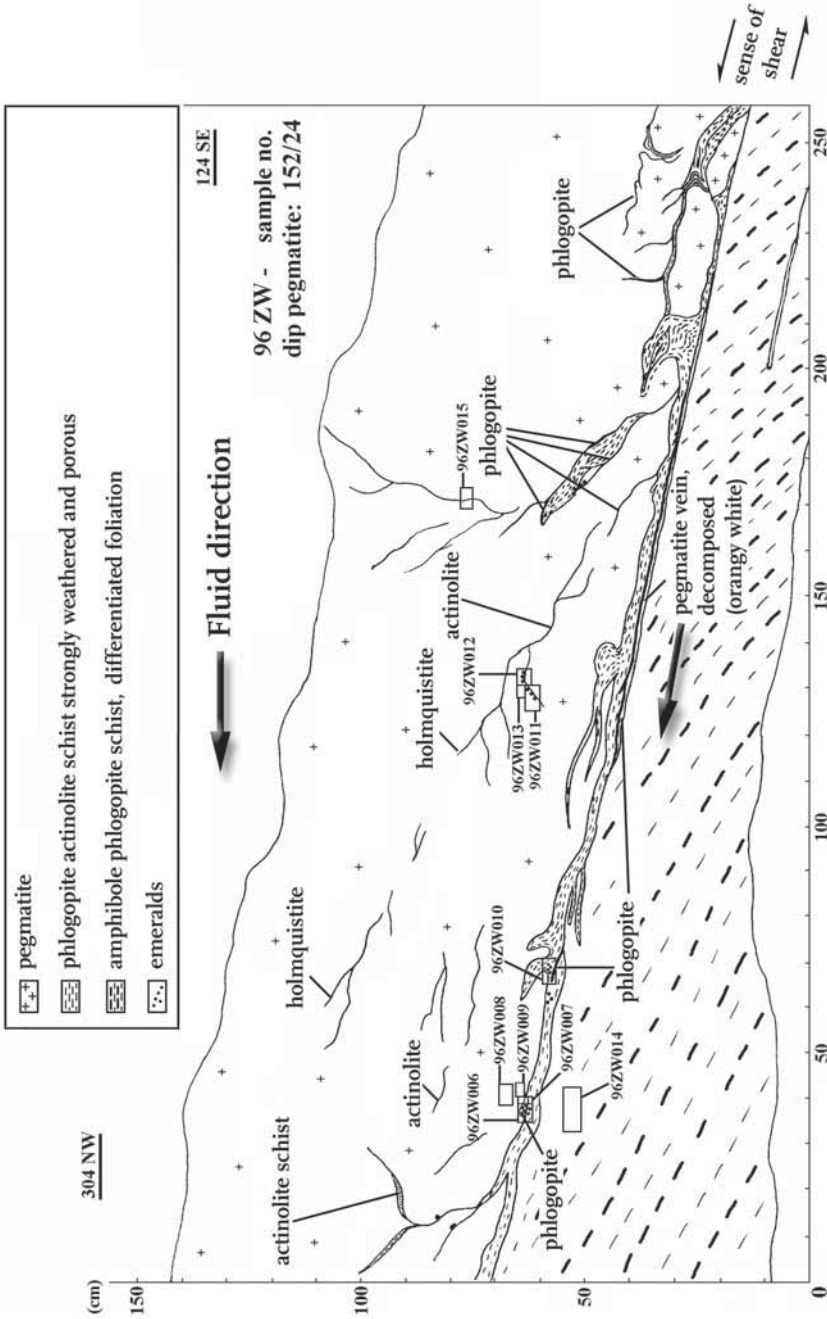 pegmatite
phlogopite actinolite schist strongly weathered and porous
amphibole phlogopite schist, differentiated foliation
emeralds
304 NW
124 SE
(cm)
Fluid direction
96 ZW - sample no.
dip pegmatite: 152/24
actinolite schist
holmquistite
actinolite
96ZW006
96ZW008
96ZW009
96ZW007
96ZW010
96ZW014
phlogopite
phlogopite
holmquistite
96ZW012
96ZW013
96ZW011
actinolite
96ZW015
phlogopite
phlogopite
phlogopite
pegmatite vein,
decomposed
(orangy white)
sense of
shear
150
100
50
0
50
100
150
200
250